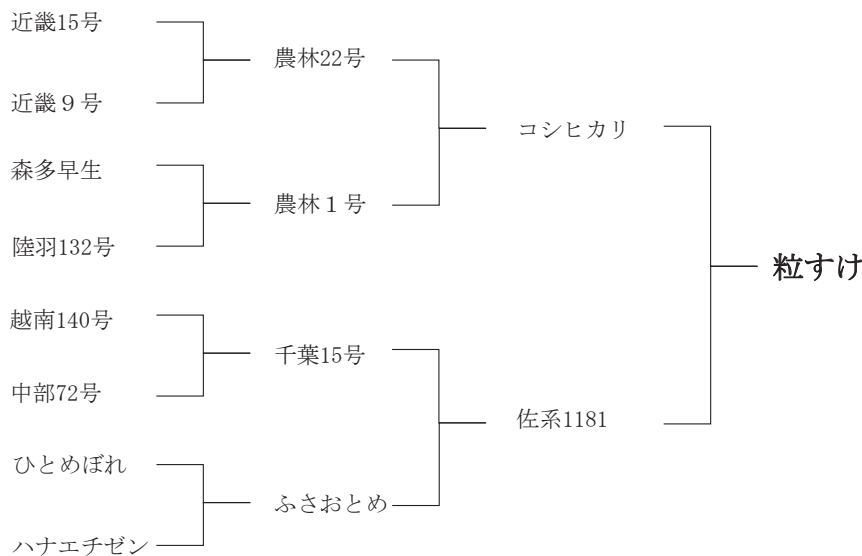 近畿15号
近畿９号
森多早生
陸羽132号
越南140号
中部72号
ひとめぼれ
ハナエチゼン
農林22号
農林１号
千葉15号
ふさおとめ
コシヒカリ
佐系1181
粒すけ